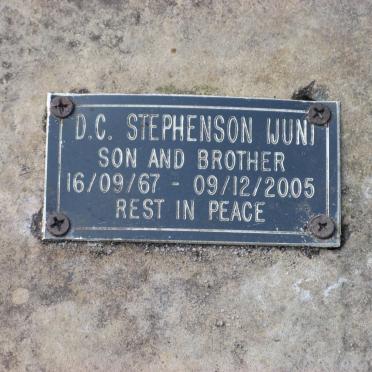 D.C. STEPHENSON (JUN)
SON AND BROTHER
16/09/67 - 09/12/2005
REST IN PEACE